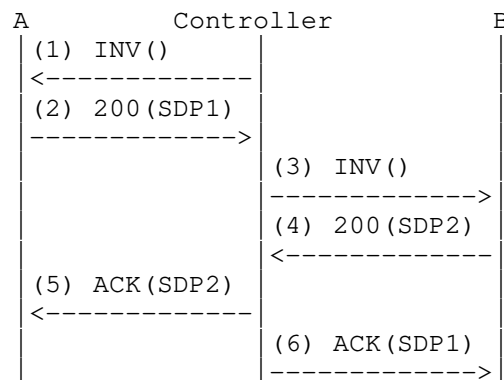 A Controller B
(1) INV()
<-------------
(2) 200(SDP1)
------------->
(3) INV()
------------->
(4) 200(SDP2)
<-------------
(5) ACK(SDP2)
<-------------
(6) ACK(SDP1)
------------->